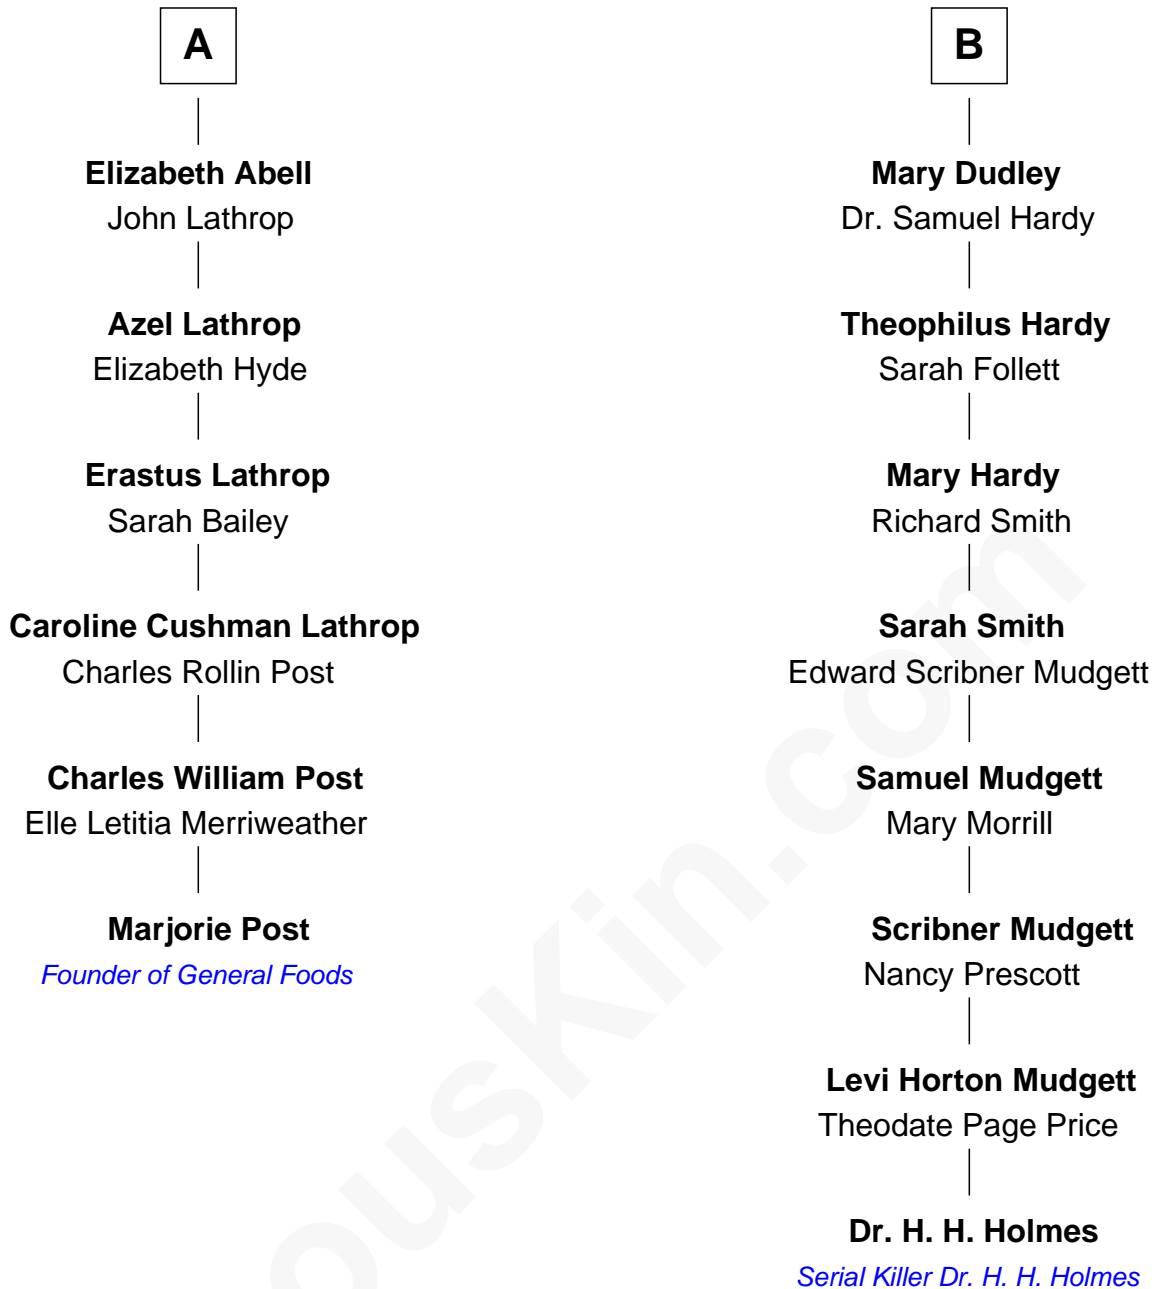 A
Elizabeth Abell
John Lathrop
Azel Lathrop
Elizabeth Hyde
Erastus Lathrop
Sarah Bailey
Caroline Cushman Lathrop
Charles Rollin Post
Charles William Post
Elle Letitia Merriweather
Marjorie Post
Founder of General Foods
B
Mary Dudley
Dr. Samuel Hardy
Theophilus Hardy
Sarah Follett
Mary Hardy
Richard Smith
Sarah Smith
Edward Scribner Mudgett
Samuel Mudgett
Mary Morrill
Scribner Mudgett
Nancy Prescott
Levi Horton Mudgett
Theodate Page Price
Dr. H. H. Holmes
Serial Killer Dr. H. H. Holmes
ousKin.com